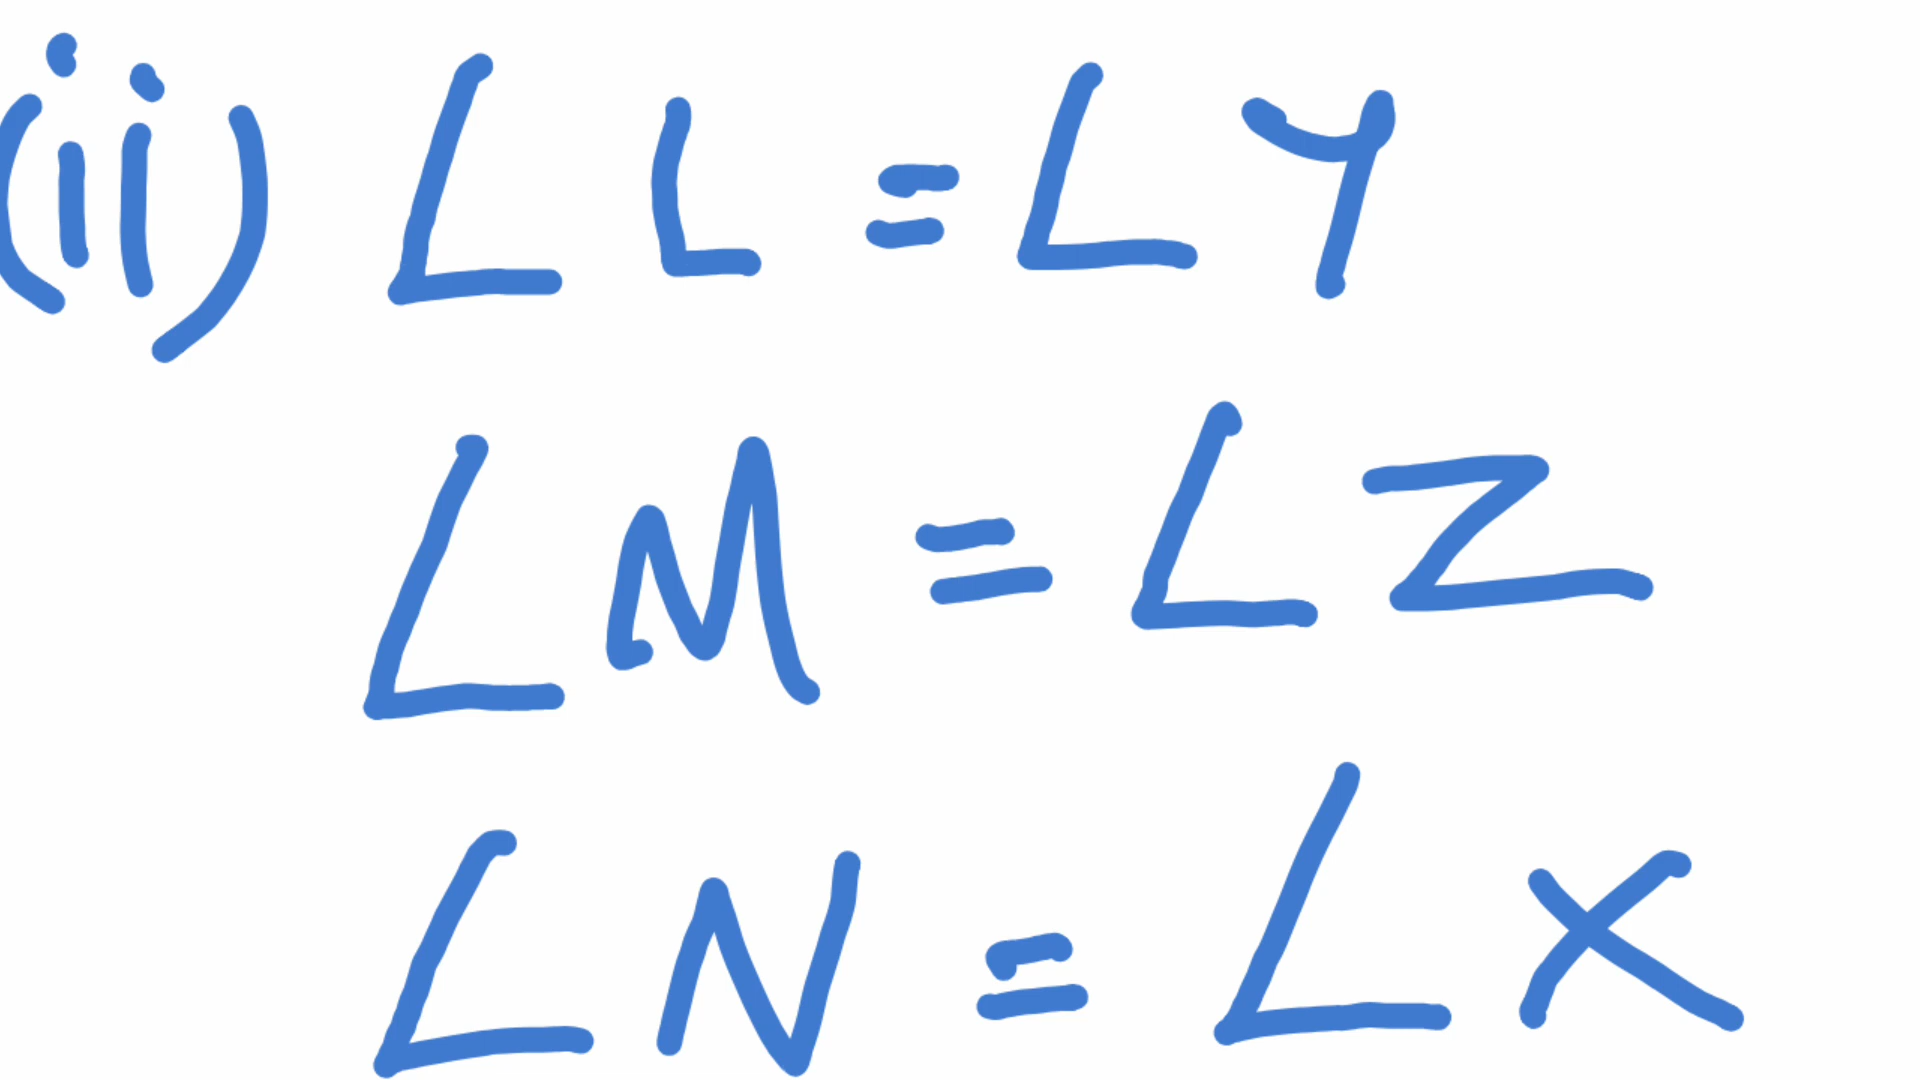 (ii) ∠L = ∠Y
∠M = ∠Z
∠N = ∠X